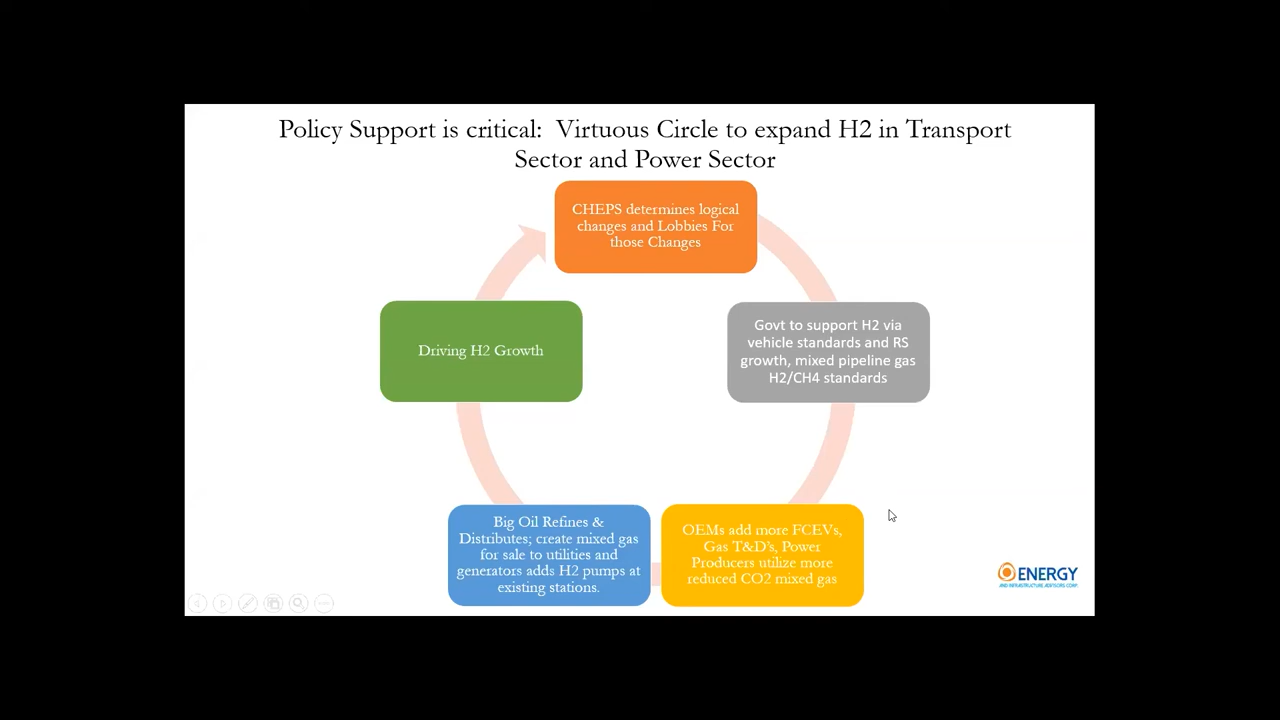 Policy Support is critical:  Virtuous Circle to expand H2 in Transport
Sector and Power Sector
CHEPS determines logical
changes and Lobbies For
those Changes
Govt to support H2 via
vehicle standards and RS
growth, mixed pipeline gas
H2/CH4 standards
OEMs add more FCEVs,
Gas T&D's, Power
Producers utilize more
reduced CO2 mixed gas
Big Oil Refines &
Distributes; create mixed gas
for sale to utilities and
generators adds H2 pumps at
existing stations.
Driving H2 Growth
ENERGY
AND INFRASTRUCTURE ADVISORS CORP